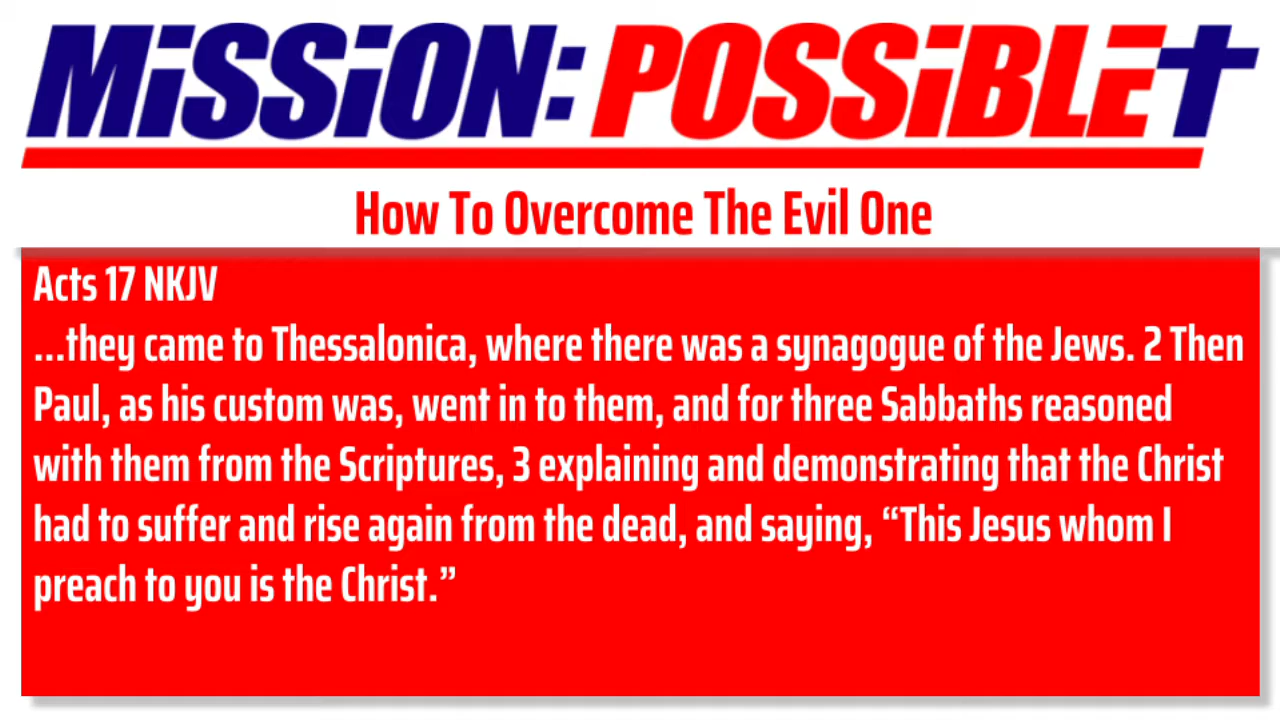 MiSSiON: POSSiBLE
How To Overcome The Evil One
Acts 17 NKJV
...they came to Thessalonica, where there was a synagogue of the Jews. 2 Then
Paul, as his custom was, went in to them, and for three Sabbaths reasoned
with them from the Scriptures, 3 explaining and demonstrating that the Christ
had to suffer and rise again from the dead, and saying, “This Jesus whom I
preach to you is the Christ.”